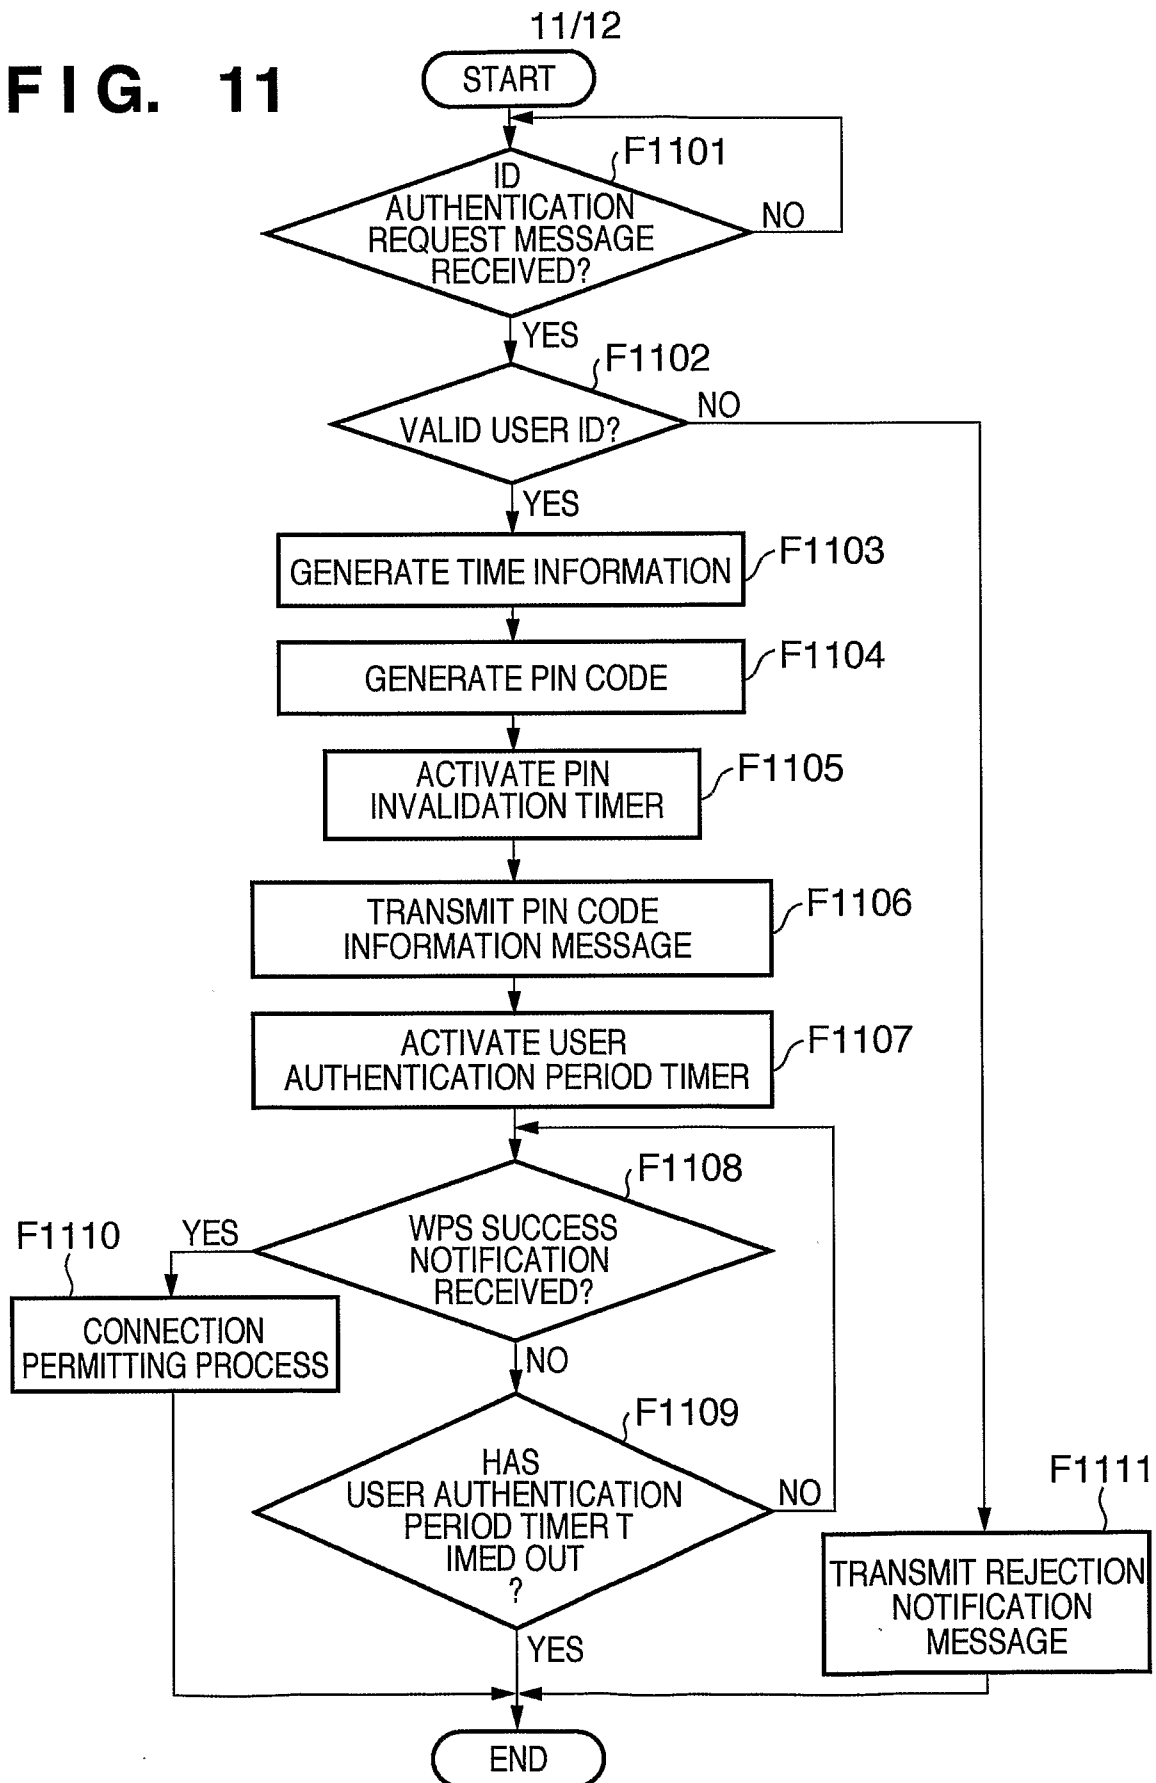 11/12
FIG. 11
START
F1101
ID
AUTHENTICATION
REQUEST MESSAGE
RECEIVED?
NO
YES
F1102
VALID USER ID?
NO
YES
F1103
GENERATE TIME INFORMATION
F1104
GENERATE PIN CODE
F1105
ACTIVATE PIN
INVALIDATION TIMER
F1106
TRANSMIT PIN CODE
INFORMATION MESSAGE
F1107
ACTIVATE USER
AUTHENTICATION PERIOD TIMER
F1108
WPS SUCCESS
NOTIFICATION
RECEIVED?
YES
F1110
CONNECTION
PERMITTING PROCESS
NO
F1109
HAS
USER AUTHENTICATION
PERIOD TIMER T
IMED OUT
?
NO
YES
F1111
TRANSMIT REJECTION
NOTIFICATION
MESSAGE
END